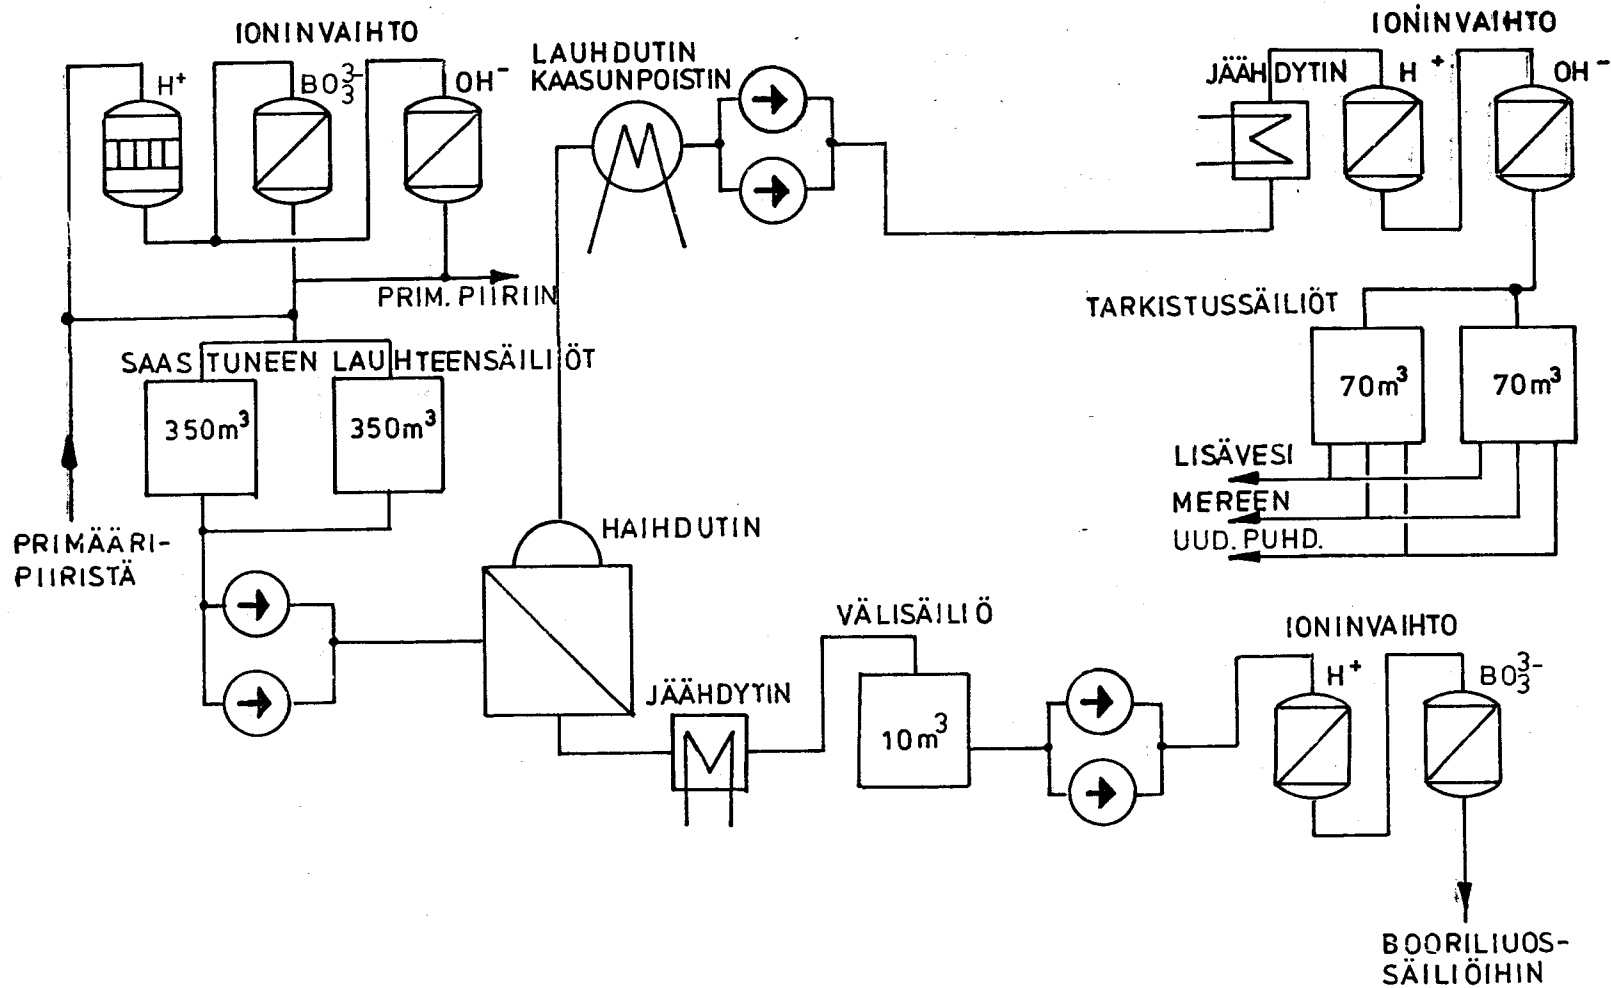 IONINVAIHTO
H⁺
BO₃³⁻
OH⁻
LAUHDUTIN
KAASUNPOISTIN
IONINVAIHTO
JÄÄHDYTIN
H⁺
OH⁻
PRIM. PIIRIIN
TARKISTUSSÄILIÖT
SAASTUNEEN LAUHTEENSÄILIÖT
350m³
350m³
70m³
70m³
LISÄVESI
MEREEN
UUD. PUHD.
PRIMÄÄRI-
PIIRISTÄ
HAIHDUTIN
VÄLISÄILIÖ
JÄÄHDYTIN
10m³
IONINVAIHTO
H⁺
BO₃³⁻
BOORILIUOS-
SÄILIÖIHIN